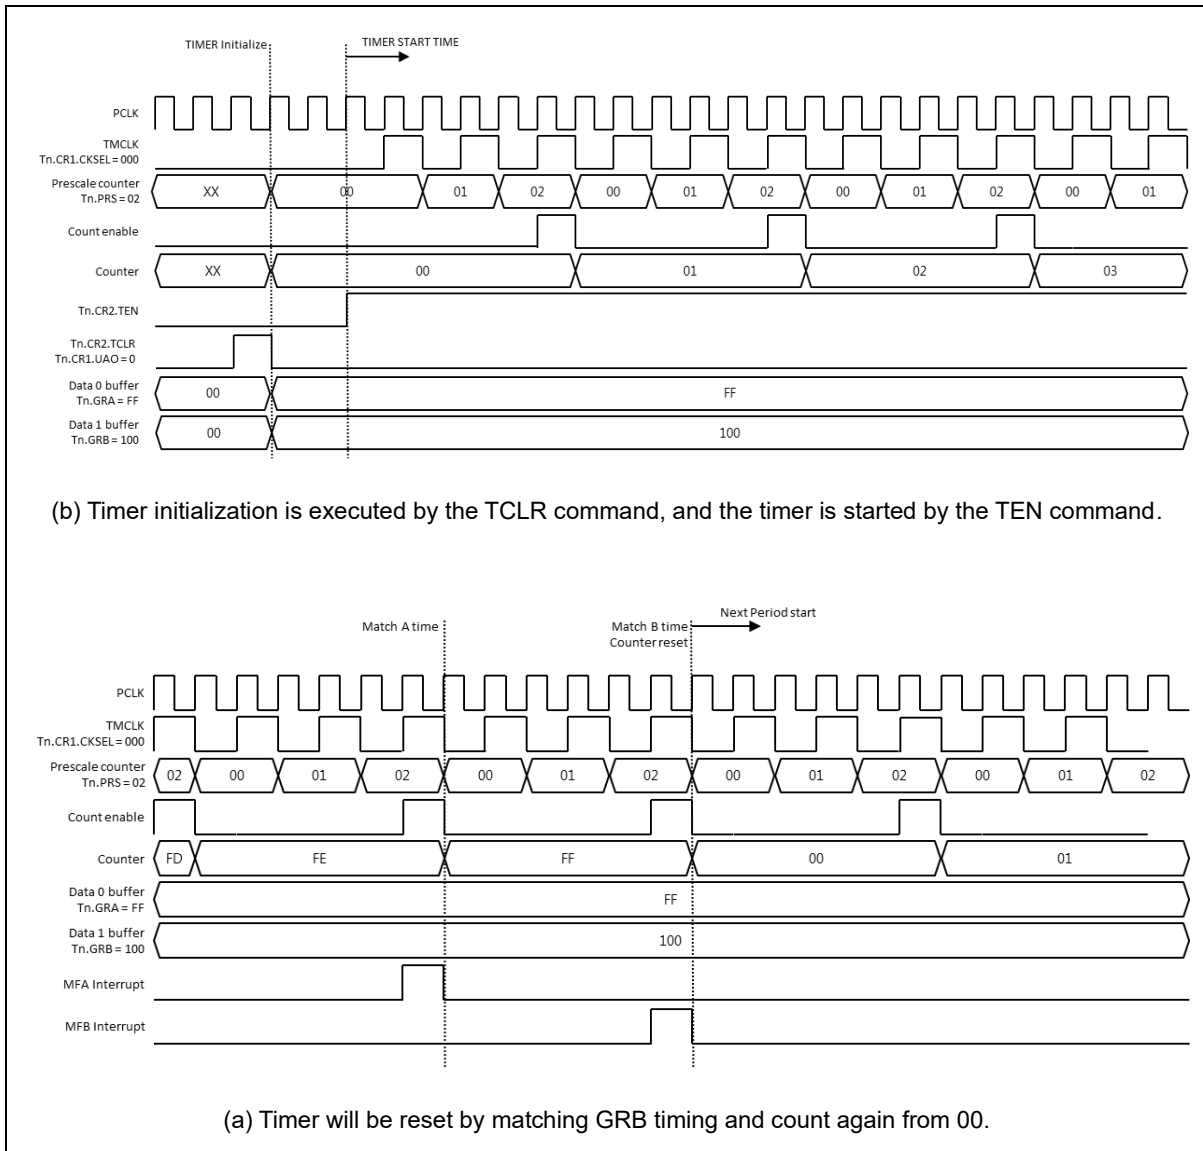 TIMER Initialize
TIMER START TIME
PCLK
TMCLK
Tn.CR1.CKSEL = 000
Prescale counter
Tn.PRS = 02
XX 00 01 02 00 01 02 00 01 02 00 01
Count enable
Counter
XX 00 01 02 03
Tn.CR2.TEN
Tn.CR2.TCLR
Tn.CR1.UAO = 0
Data 0 buffer
Tn.GRA = FF
00 FF
Data 1 buffer
Tn.GRB = 100
00 100
(b) Timer initialization is executed by the TCLR command, and the timer is started by the TEN command.
Match A time
Match B time
Counter reset
Next Period start
PCLK
TMCLK
Tn.CR1.CKSEL = 000
Prescale counter
Tn.PRS = 02
02 00 01 02 00 01 02 00 01 02 00 01 02
Count enable
Counter
FD FE FF 00 01
Data 0 buffer
Tn.GRA = FF
FF
Data 1 buffer
Tn.GRB = 100
100
MFA Interrupt
MFB Interrupt
(a) Timer will be reset by matching GRB timing and count again from 00.